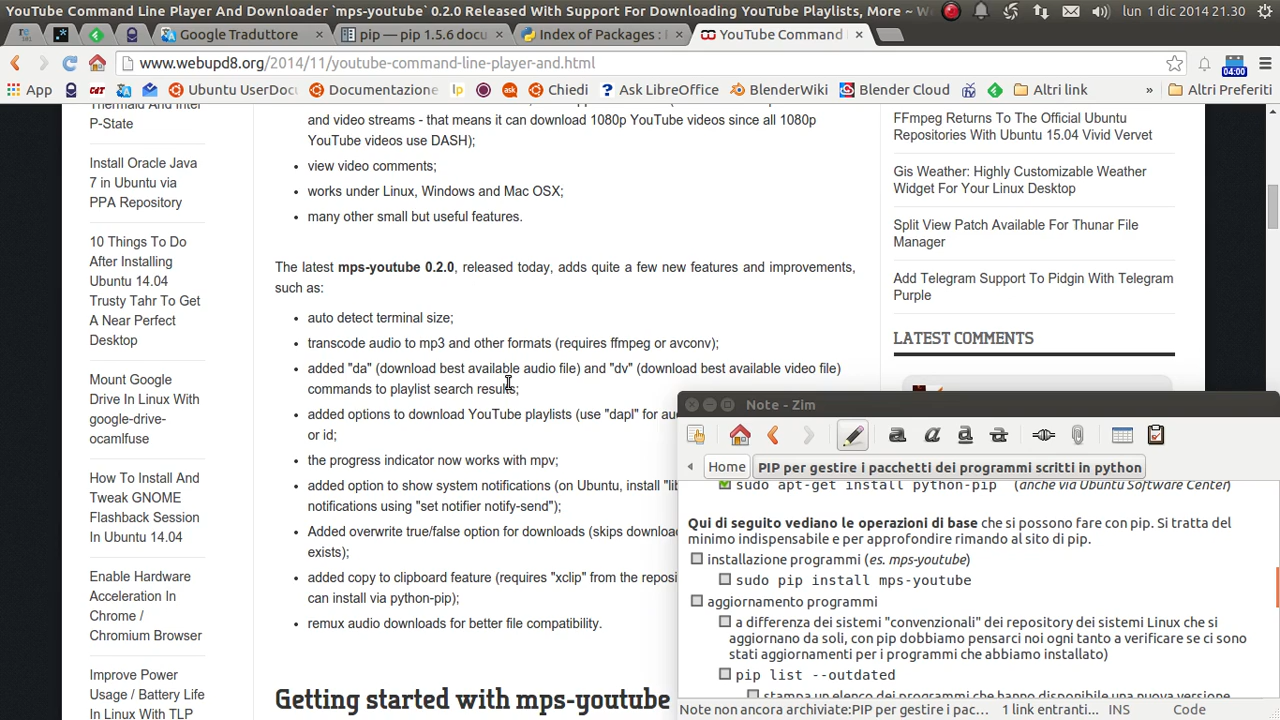 YouTube Command Line Player And Downloader `mps-youtube` 0.2.0 Released With Support For Downloading YouTube Playlists, More ~ W
lun 1 dic 2014 21.30
Google Traduttore
pip — pip 1.5.6 docu
Index of Packages : P
YouTube Command
www.webupd8.org/2014/11/youtube-command-line-player-and.html
04:00
App
CAT
Ubuntu UserDocu
Documentazione
lp
Chiedi
Ask LibreOffice
BlenderWiki
Blender Cloud
Altri link
»
Altri Preferiti
Thermald And Intel
P-State
Install Oracle Java
7 in Ubuntu via
PPA Repository
10 Things To Do
After Installing
Ubuntu 14.04
Trusty Tahr To Get
A Near Perfect
Desktop
Mount Google
Drive In Linux With
google-drive-
ocamlfuse
How To Install And
Tweak GNOME
Flashback Session
In Ubuntu 14.04
Enable Hardware
Acceleration In
Chrome /
Chromium Browser
Improve Power
Usage / Battery Life
In Linux With TLP
and video streams - that means it can download 1080p YouTube videos since all 1080p
YouTube videos use DASH);
• view video comments;
• works under Linux, Windows and Mac OSX;
• many other small but useful features.
The latest mps-youtube 0.2.0, released today, adds quite a few new features and improvements,
such as:
• auto detect terminal size;
• transcode audio to mp3 and other formats (requires ffmpeg or avconv);
• added "da" (download best available audio file) and "dv" (download best available video file)
commands to playlist search results;
• added options to download YouTube playlists (use "dapl" for au
or id;
• the progress indicator now works with mpv;
• added option to show system notifications (on Ubuntu, install "lib
notifications using "set notifier notify-send");
• Added overwrite true/false option for downloads (skips downloa
exists);
• added copy to clipboard feature (requires "xclip" from the reposi
can install via python-pip);
• remux audio downloads for better file compatibility.
Getting started with mps-youtube
FFmpeg Returns To The Official Ubuntu
Repositories With Ubuntu 15.04 Vivid Vervet
Gis Weather: Highly Customizable Weather
Widget For Your Linux Desktop
Split View Patch Available For Thunar File
Manager
Add Telegram Support To Pidgin With Telegram
Purple
LATEST COMMENTS
Note - Zim
Home
PIP per gestire i pacchetti dei programmi scritti in python
sudo apt-get install python-pip (anche via Ubuntu Software Center)
Qui di seguito vediano le operazioni di base che si possono fare con pip. Si tratta del
minimo indispensabile e per approfondire rimando al sito di pip.
installazione programmi (es. mps-youtube)
sudo pip install mps-youtube
aggiornamento programmi
a differenza dei sistemi "convenzionali" dei repository dei sistemi Linux che si
aggiornano da soli, con pip dobbiamo pensarci noi ogni tanto a verificare se ci sono
stati aggiornamenti per i programmi che abbiamo installato)
pip list --outdated
stampa un elenco dei programmi che hanno disponibile una nuova versione
Note non ancora archiviate:PIP per gestire i pac...
1 link entranti...
INS
Code